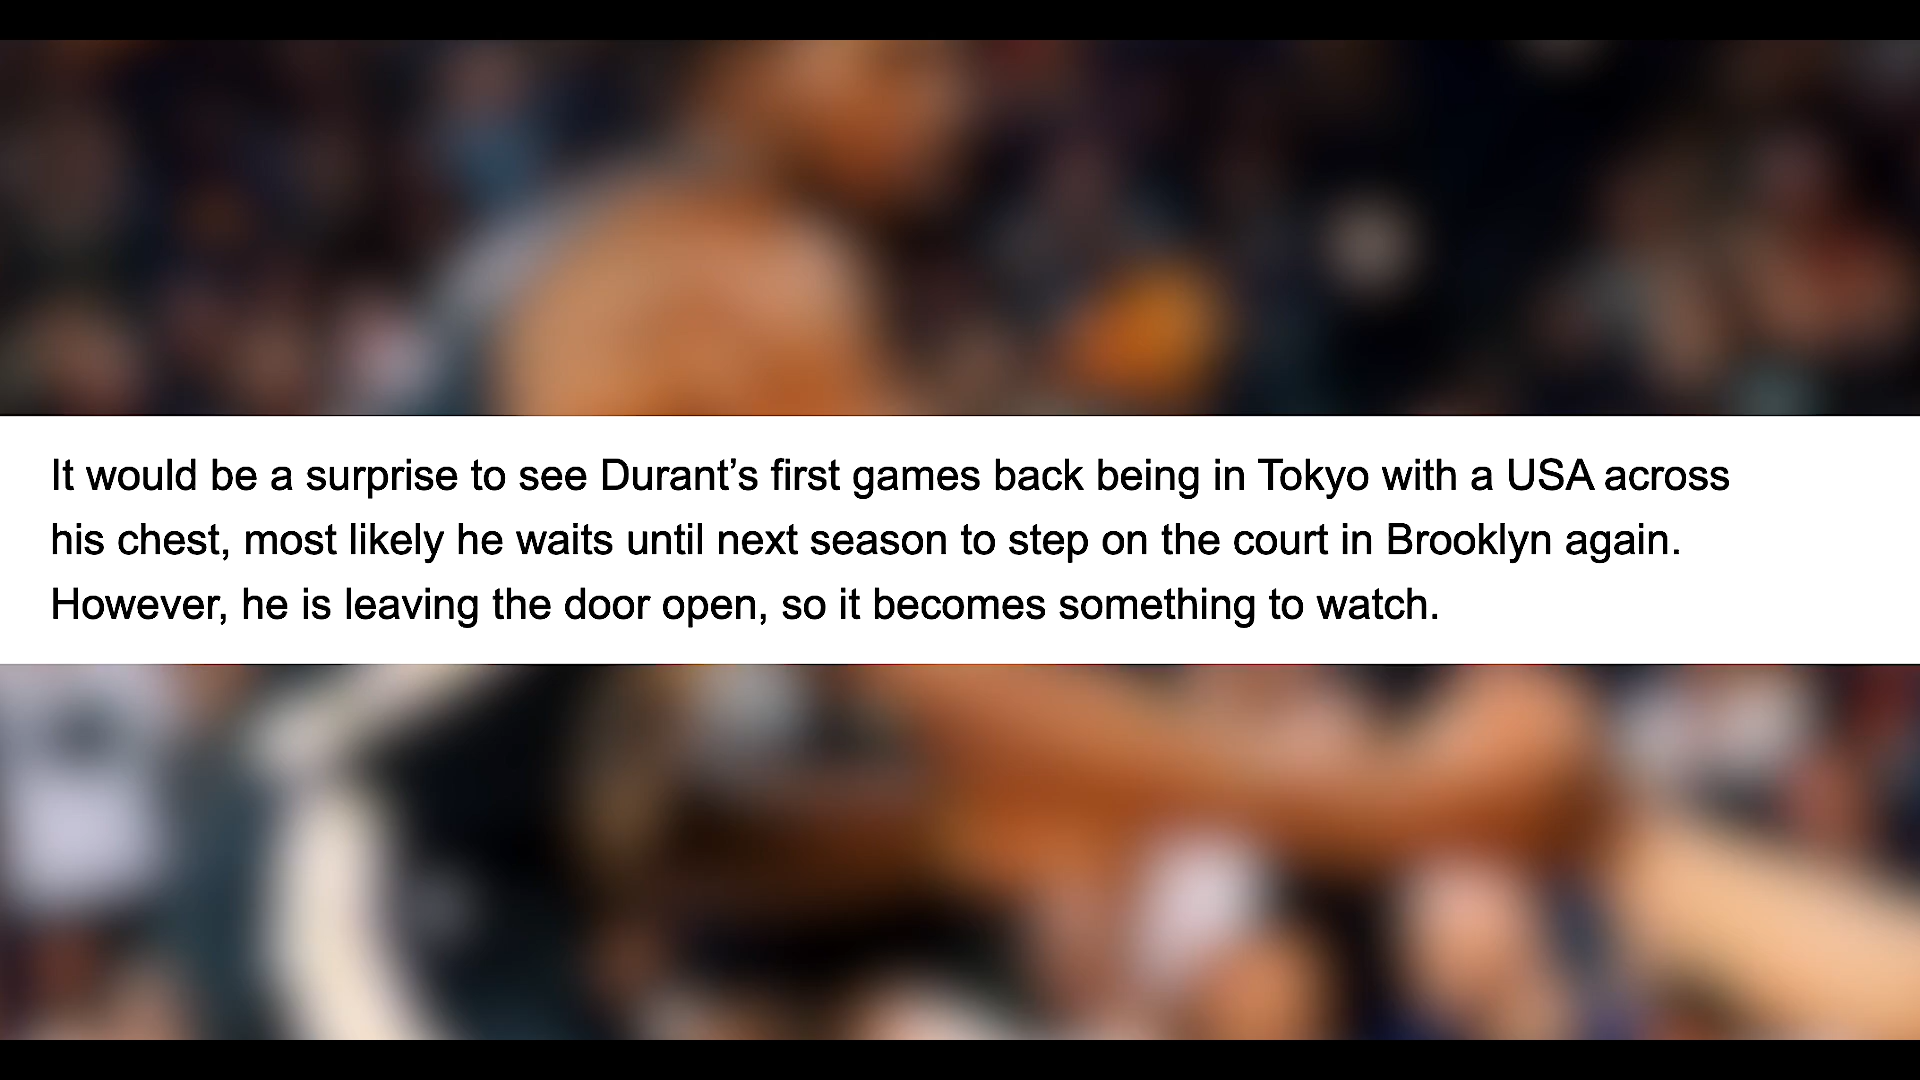 It would be a surprise to see Durant’s first games back being in Tokyo with a USA across
his chest, most likely he waits until next season to step on the court in Brooklyn again.
However, he is leaving the door open, so it becomes something to watch.